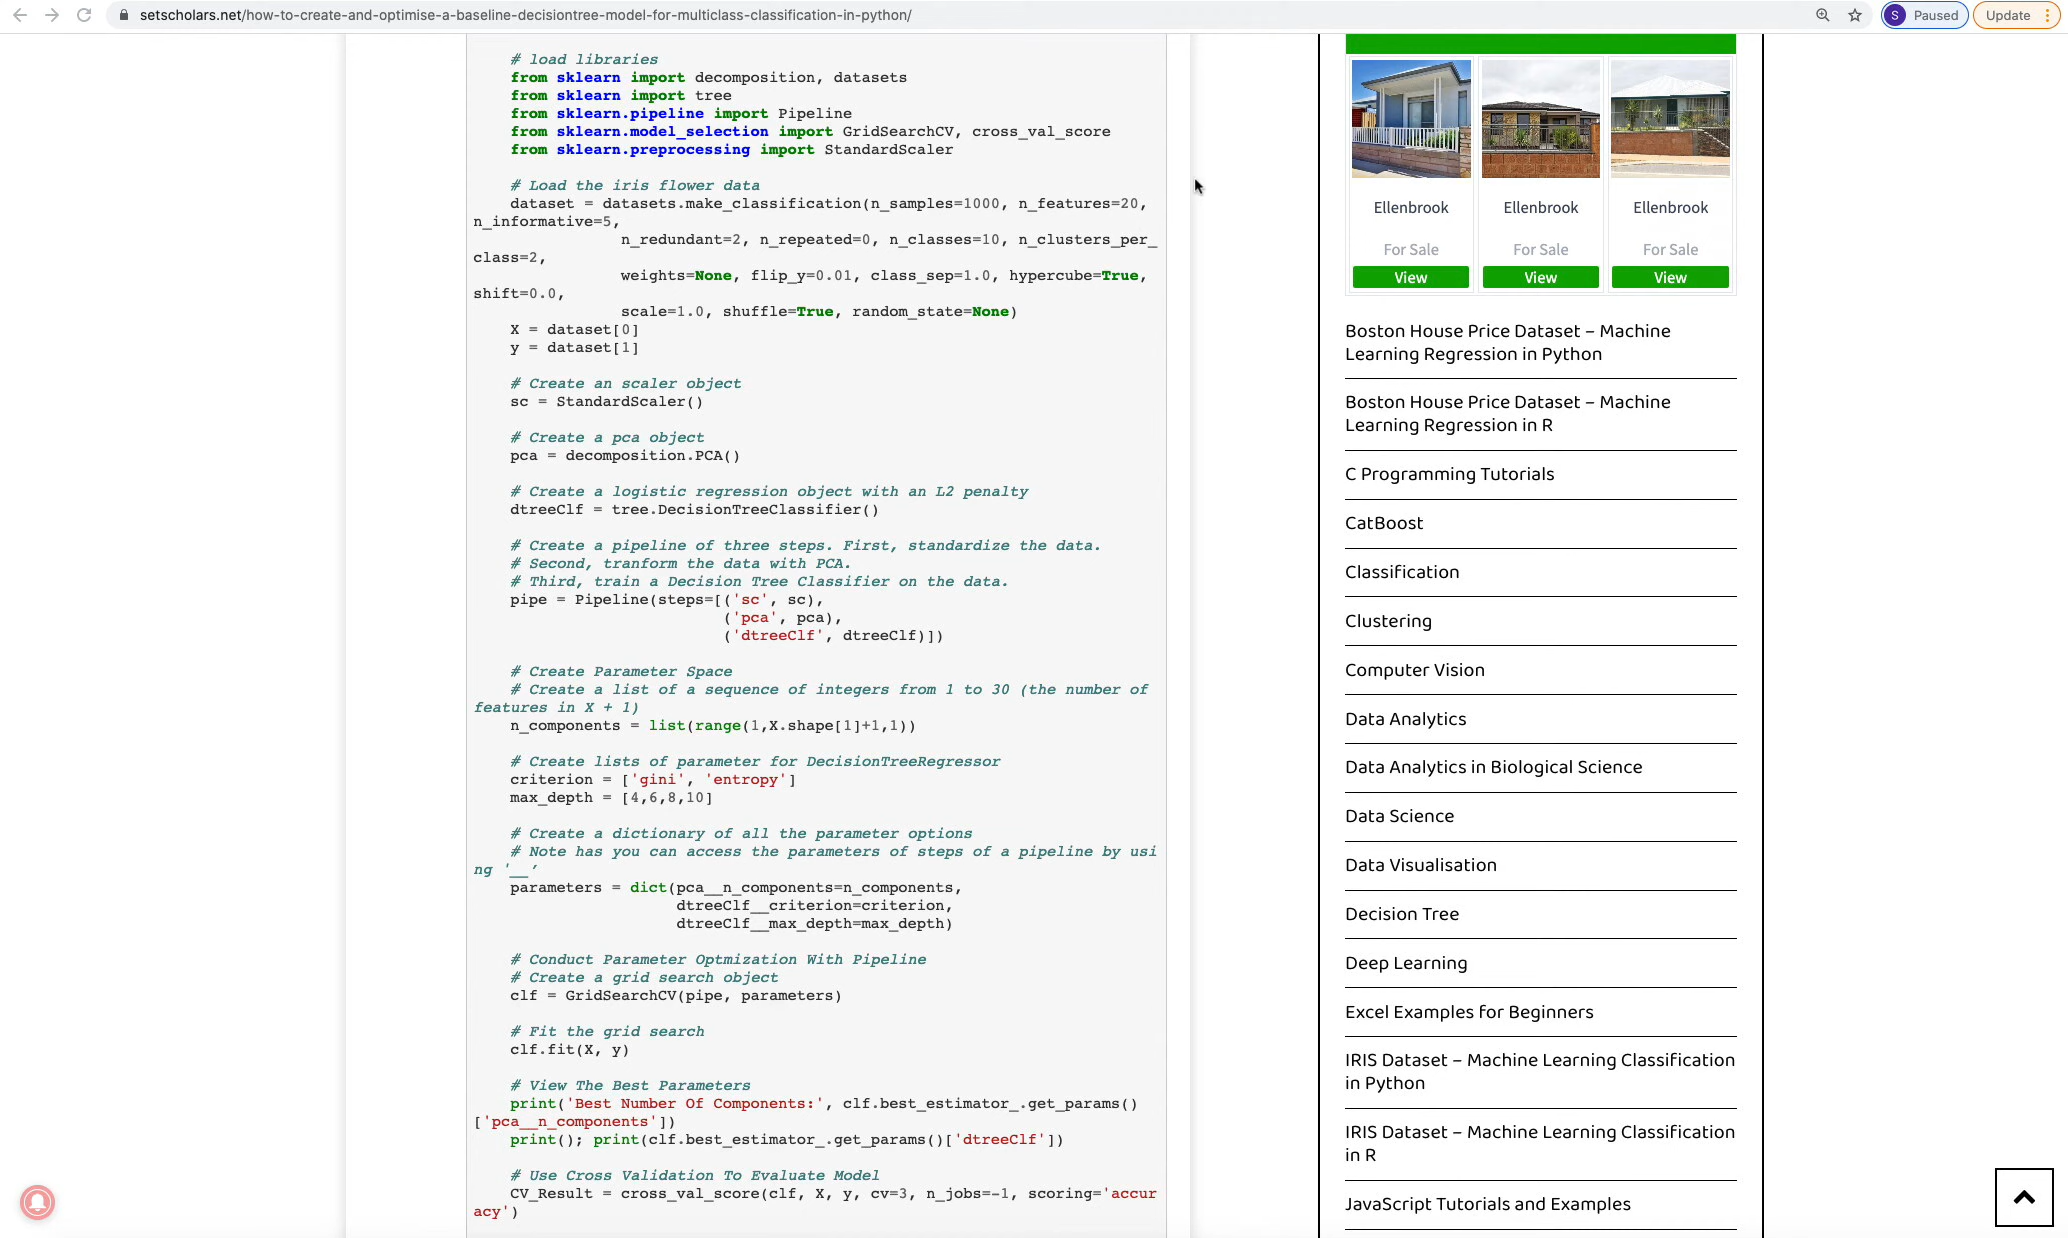 setscholars.net/how-to-create-and-optimise-a-baseline-decisiontree-model-for-multiclass-classification-in-python/
S Paused
Update
# load libraries
from sklearn import decomposition, datasets
from sklearn import tree
from sklearn.pipeline import Pipeline
from sklearn.model_selection import GridSearchCV, cross_val_score
from sklearn.preprocessing import StandardScaler
# Load the iris flower data
dataset = datasets.make_classification(n_samples=1000, n_features=20,
n_informative=5,
n_redundant=2, n_repeated=0, n_classes=10, n_clusters_per_
class=2,
weights=None, flip_y=0.01, class_sep=1.0, hypercube=True,
shift=0.0,
scale=1.0, shuffle=True, random_state=None)
X = dataset[0]
y = dataset[1]
# Create an scaler object
sc = StandardScaler()
# Create a pca object
pca = decomposition.PCA()
# Create a logistic regression object with an L2 penalty
dtreeClf = tree.DecisionTreeClassifier()
# Create a pipeline of three steps. First, standardize the data.
# Second, tranform the data with PCA.
# Third, train a Decision Tree Classifier on the data.
pipe = Pipeline(steps=[('sc', sc),
('pca', pca),
('dtreeClf', dtreeClf)])
# Create Parameter Space
# Create a list of a sequence of integers from 1 to 30 (the number of
features in X + 1)
n_components = list(range(1,X.shape[1]+1,1))
# Create lists of parameter for DecisionTreeRegressor
criterion = ['gini', 'entropy']
max_depth = [4,6,8,10]
# Create a dictionary of all the parameter options
# Note has you can access the parameters of steps of a pipeline by usi
ng '__’
parameters = dict(pca__n_components=n_components,
dtreeClf__criterion=criterion,
dtreeClf__max_depth=max_depth)
# Conduct Parameter Optmization With Pipeline
# Create a grid search object
clf = GridSearchCV(pipe, parameters)
# Fit the grid search
clf.fit(X, y)
# View The Best Parameters
print('Best Number Of Components:', clf.best_estimator_.get_params()
['pca__n_components'])
print(); print(clf.best_estimator_.get_params()['dtreeClf'])
# Use Cross Validation To Evaluate Model
CV_Result = cross_val_score(clf, X, y, cv=3, n_jobs=-1, scoring='accur
acy')
Ellenbrook Ellenbrook Ellenbrook
For Sale For Sale For Sale
View View View
Boston House Price Dataset – Machine
Learning Regression in Python
Boston House Price Dataset – Machine
Learning Regression in R
C Programming Tutorials
CatBoost
Classification
Clustering
Computer Vision
Data Analytics
Data Analytics in Biological Science
Data Science
Data Visualisation
Decision Tree
Deep Learning
Excel Examples for Beginners
IRIS Dataset – Machine Learning Classification
in Python
IRIS Dataset – Machine Learning Classification
in R
JavaScript Tutorials and Examples